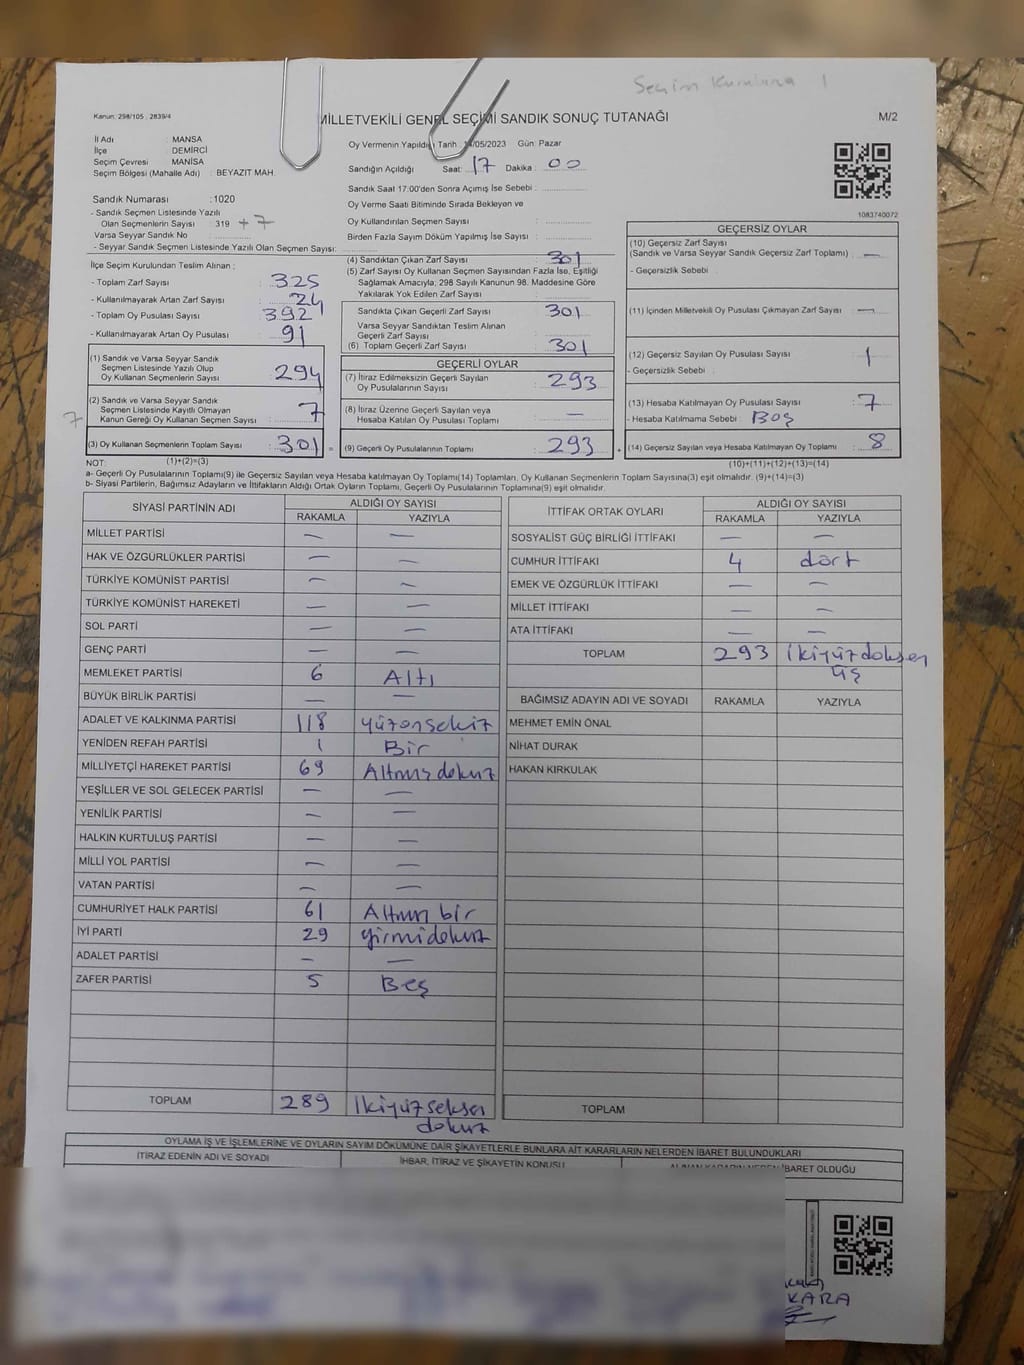 Seçim Kuruluna 1
Kanun: 298/105 , 2839/4
MİLLETVEKİLİ GENEL SEÇİMİ SANDIK SONUÇ TUTANAĞI
M/2
İl Adı : MANSA
İlçe DEMİRCİ
Seçim Çevresi : MANİSA
Seçim Bölgesi (Mahalle Adı) : BEYAZIT MAH.
Sandık Numarası :1020
- Sandık Seçmen Listesinde Yazılı
Olan Seçmenlerin Sayısı : 319 + 7
Varsa Seyyar Sandık No :
- Seyyar Sandık Seçmen Listesinde Yazılı Olan Seçmen Sayısı:
Oy Vermenin Yapıldığı Tarih: 14/05/2023 Gün: Pazar
Sandığın Açıldığı Saat: 17 Dakika : 00
Sandık Saat 17:00'den Sonra Açımış İse Sebebi :
Oy Verme Saati Bitiminde Sırada Bekleyen ve
Oy Kullandırılan Seçmen Sayısı :
Birden Fazla Sayım Döküm Yapılmış İse Sayısı :
1083740072
İlçe Seçim Kurulundan Teslim Alınan ;
- Toplam Zarf Sayısı : 325
- Kullanılmayarak Artan Zarf Sayısı : 24
- Toplam Oy Pusulası Sayısı : 392
- Kullanılmayarak Artan Oy Pusulası : 91
(1) Sandık ve Varsa Seyyar Sandık
Seçmen Listesinde Yazılı Olup
Oy Kullanan Seçmenlerin Sayısı : 294
(2) Sandık ve Varsa Seyyar Sandık
Seçmen Listesinde Kayıtlı Olmayan
7 Kanun Gereği Oy Kullanan Seçmen Sayısı : 7
(3) Oy Kullanan Seçmenlerin Toplam Sayısı : 301 =
(4) Sandıktan Çıkan Zarf Sayısı : 301
(5) Zarf Sayısı Oy Kullanan Seçmen Sayısından Fazla İse, Eşitliği
Sağlamak Amacıyla; 298 Sayılı Kanunun 98. Maddesine Göre
Yakılarak Yok Edilen Zarf Sayısı :
Sandıkta Çıkan Geçerli Zarf Sayısı : 301
Varsa Seyyar Sandıktan Teslim Alınan
Geçerli Zarf Sayısı :
(6) Toplam Geçerli Zarf Sayısı : 301
GEÇERLİ OYLAR
(7) İtiraz Edilmeksizin Geçerli Sayılan
Oy Pusulalarının Sayısı : 293
(8) İtiraz Üzerine Geçerli Sayılan veya
Hesaba Katılan Oy Pusulası Toplamı : —
(9) Geçerli Oy Pusulalarının Toplamı : 293 +
GEÇERSİZ OYLAR
(10) Geçersiz Zarf Sayısı
(Sandık ve Varsa Seyyar Sandık Geçersiz Zarf Toplamı) : —
- Geçersizlik Sebebi :
(11) İçinden Milletvekili Oy Pusulası Çıkmayan Zarf Sayısı : —
(12) Geçersiz Sayılan Oy Pusulası Sayısı : 1
- Geçersizlik Sebebi :
(13) Hesaba Katılmayan Oy Pusulası Sayısı : 7
- Hesaba Katılmama Sebebi : Boş
(14) Geçersiz Sayılan veya Hesaba Katılmayan Oy Toplamı : 8
NOT: (1)+(2)=(3)
(10)+(11)+(12)+(13)=(14)
a- Geçerli Oy Pusulalarının Toplamı(9) ile Geçersiz Sayılan veya Hesaba katılmayan Oy Toplamı(14) Toplamları, Oy Kullanan Seçmenlerin Toplam Sayısına(3) eşit olmalıdır. (9)+(14)=(3)
b- Siyasi Partilerin, Bağımsız Adayların ve İttifakların Aldığı Ortak Oyların Toplamı, Geçerli Oy Pusulalarının Toplamına(9) eşit olmalıdır.
SİYASİ PARTİNİN ADI ALDIĞI OY SAYISI
RAKAMLA YAZIYLA
MİLLET PARTİSİ — —
HAK VE ÖZGÜRLÜKLER PARTİSİ — —
TÜRKİYE KOMÜNİST PARTİSİ — —
TÜRKİYE KOMÜNİST HAREKETİ — —
SOL PARTİ — —
GENÇ PARTİ — —
MEMLEKET PARTİSİ 6 Altı
BÜYÜK BİRLİK PARTİSİ — —
ADALET VE KALKINMA PARTİSİ 118 yüzonsekiz
YENİDEN REFAH PARTİSİ 1 Bir
MİLLİYETÇİ HAREKET PARTİSİ 69 Altmış dokuz
YEŞİLLER VE SOL GELECEK PARTİSİ — —
YENİLİK PARTİSİ — —
HALKIN KURTULUŞ PARTİSİ — —
MİLLİ YOL PARTİSİ — —
VATAN PARTİSİ — —
CUMHURİYET HALK PARTİSİ 61 Altmış bir
İYİ PARTİ 29 yirmidokuz
ADALET PARTİSİ — —
ZAFER PARTİSİ 5 Beş
TOPLAM 289 İkiyüz seksen
dokuz
İTTİFAK ORTAK OYLARI ALDIĞI OY SAYISI
RAKAMLA YAZIYLA
SOSYALİST GÜÇ BİRLİĞİ İTTİFAKI — —
CUMHUR İTTİFAKI 4 dört
EMEK VE ÖZGÜRLÜK İTTİFAKI — —
MİLLET İTTİFAKI — —
ATA İTTİFAKI — —
TOPLAM 293 ikiyüzdoksan
üç
BAĞIMSIZ ADAYIN ADI VE SOYADI RAKAMLA YAZIYLA
MEHMET EMİN ÖNAL
NİHAT DURAK
HAKAN KIRKULAK
TOPLAM
OYLAMA İŞ VE İŞLEMLERİNE VE OYLARIN SAYIM DÖKÜMÜNE DAİR ŞİKAYETLERLE BUNLARA AİT KARARLARIN NELERDEN İBARET BULUNDUKLARI
İTİRAZ EDENİN ADI VE SOYADI İHBAR, İTİRAZ VE ŞİKAYETİN KONUSU ALINAN KARARIN NEDEN İBARET OLDUĞU
KARA